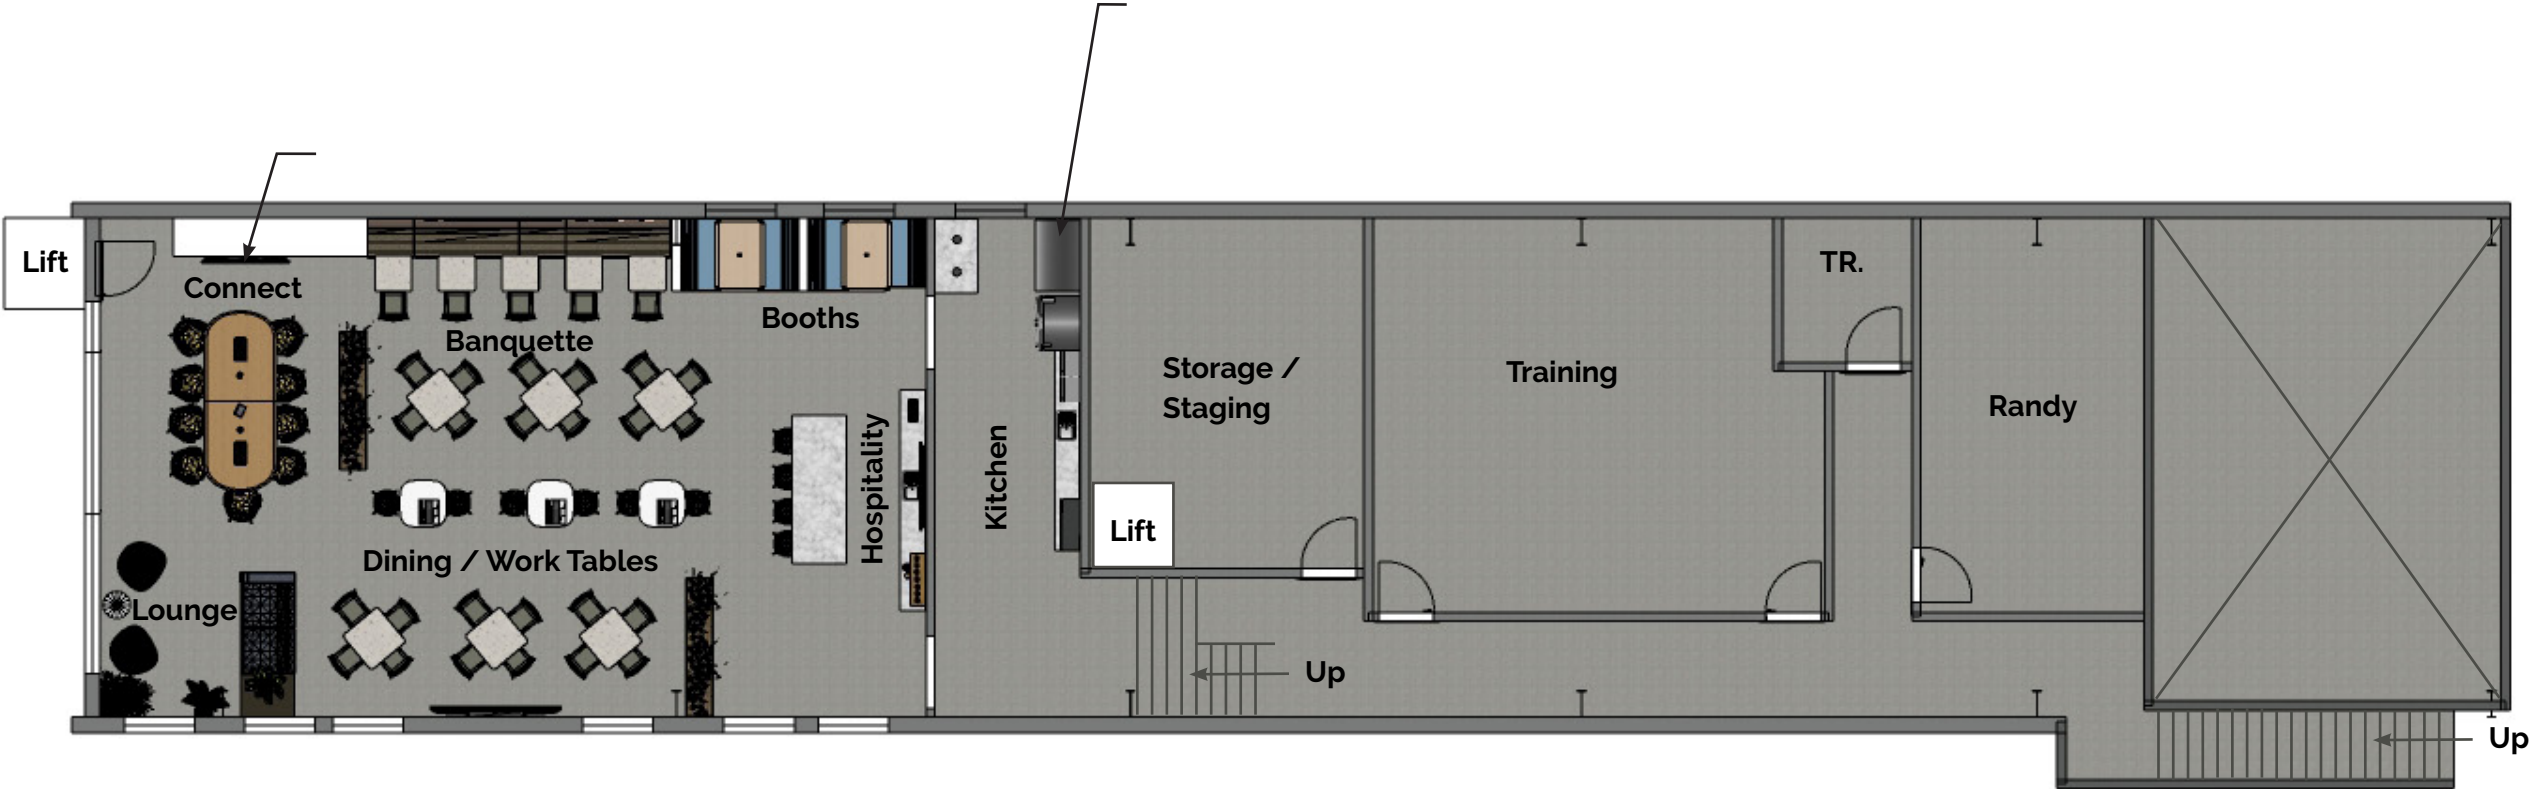 Lift
Connect
Banquette
Booths
Dining / Work Tables
Lounge
Hospitality
Kitchen
Storage /
Staging
Lift
Up
Training
TR.
Randy
Up